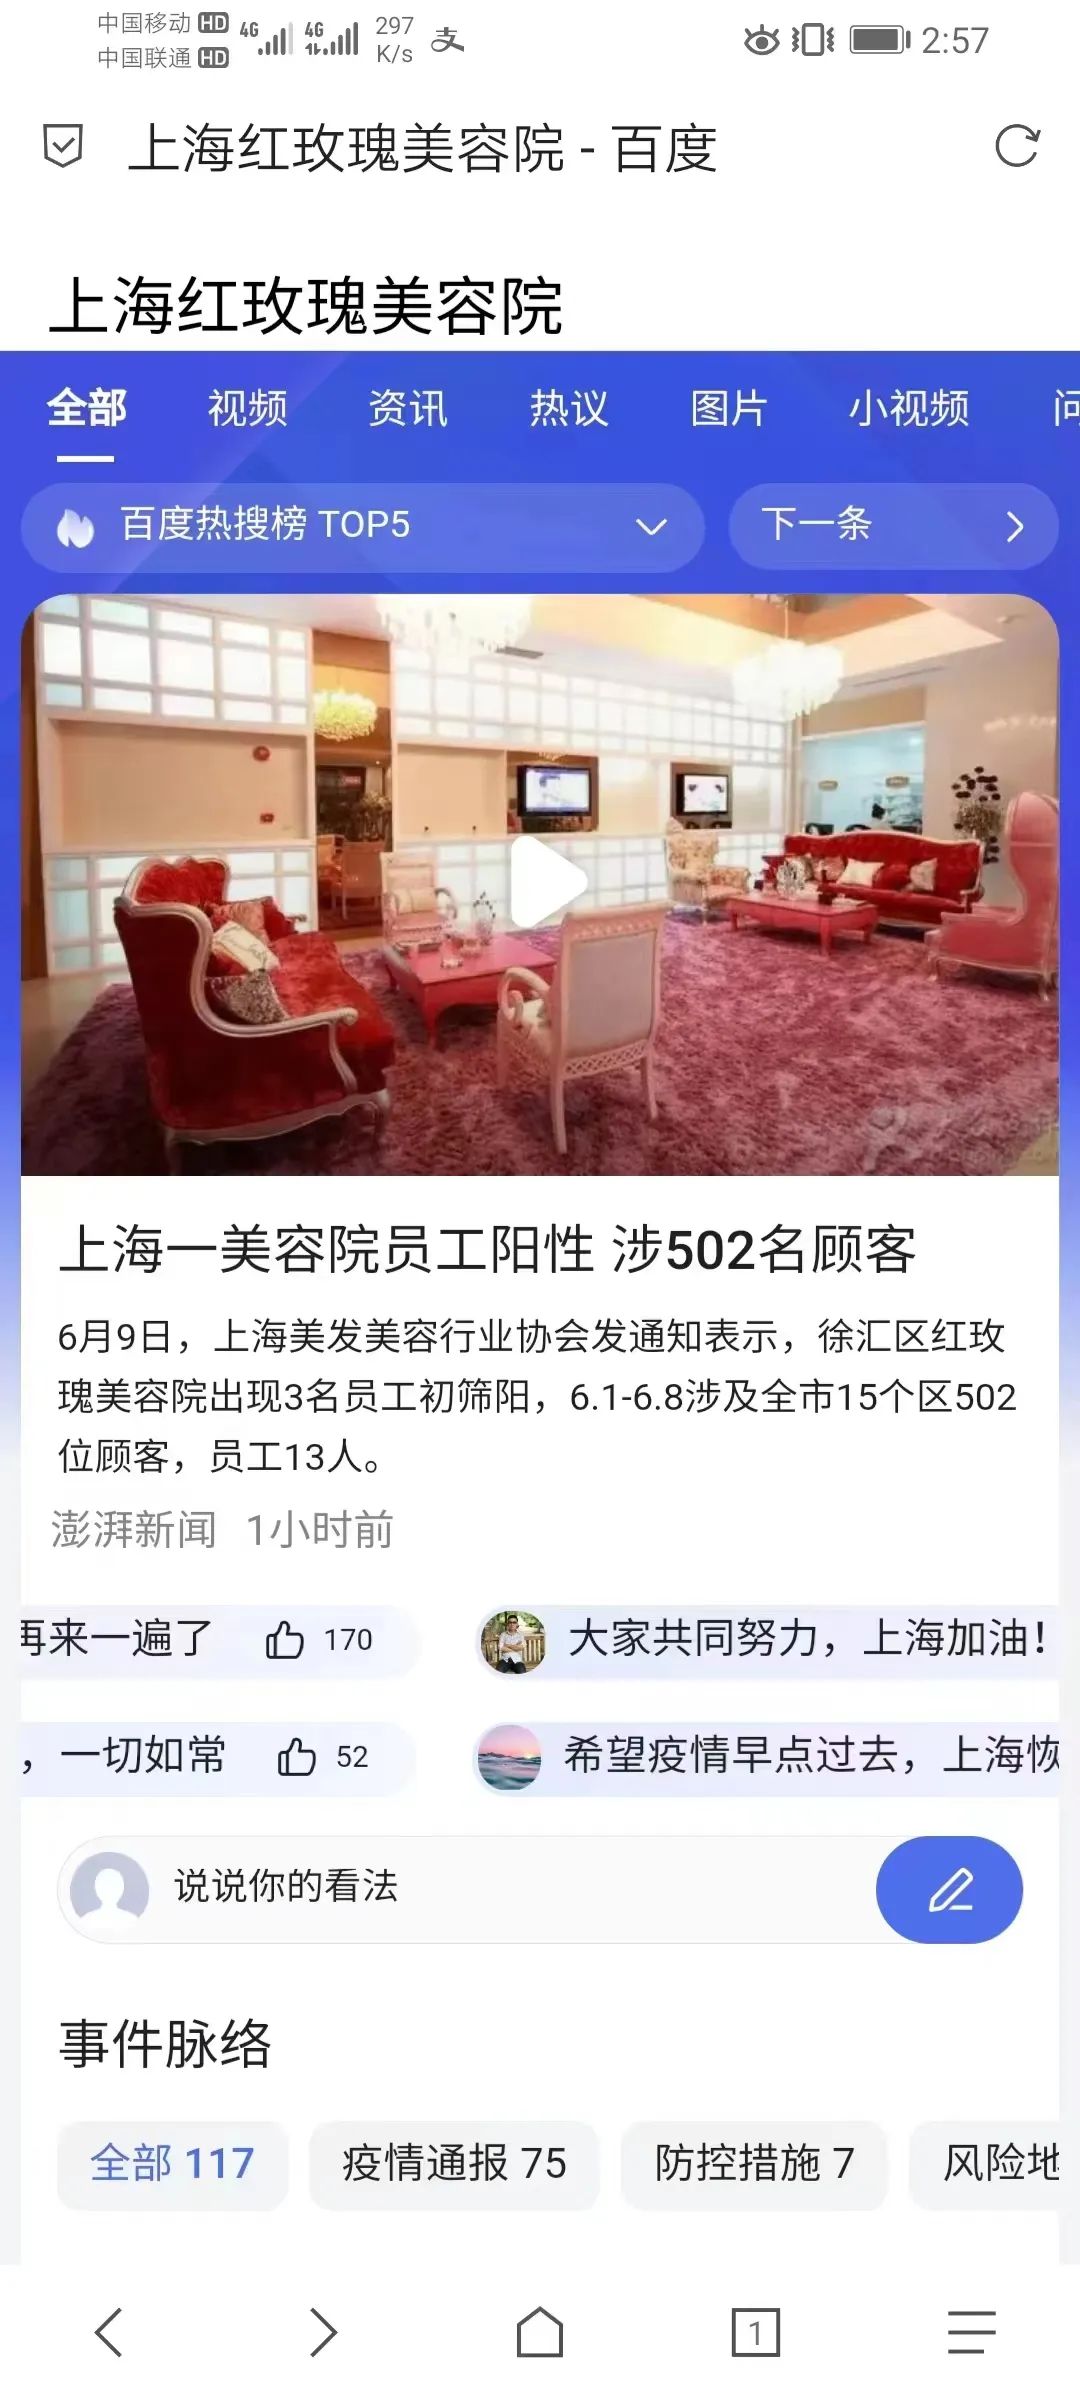 中国移动 HD 4G 4G 297 2:57
中国联通 HD K/s 支
上海红玫瑰美容院 - 百度
上海红玫瑰美容院
全部 视频 资讯 热议 图片 小视频 问
百度热搜榜 TOP5 下一条
上海一美容院员工阳性 涉502名顾客
6月9日，上海美发美容行业协会发通知表示，徐汇区红玫
瑰美容院出现3名员工初筛阳，6.1-6.8涉及全市15个区502
位顾客，员工13人。
澎湃新闻 1小时前
再来一遍了 170 大家共同努力，上海加油！
，一切如常 52 希望疫情早点过去，上海恢
说说你的看法
事件脉络
全部 117 疫情通报 75 防控措施 7 风险地
1